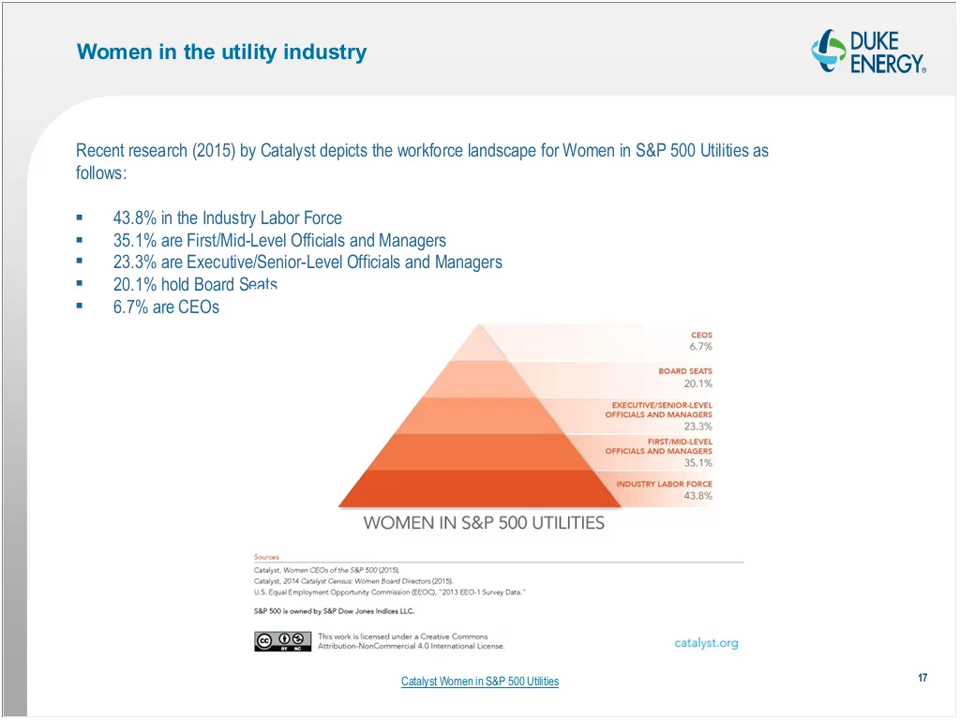 Women in the utility industry
DUKE
ENERGY®
Recent research (2015) by Catalyst depicts the workforce landscape for Women in S&P 500 Utilities as
follows:
▪ 43.8% in the Industry Labor Force
▪ 35.1% are First/Mid-Level Officials and Managers
▪ 23.3% are Executive/Senior-Level Officials and Managers
▪ 20.1% hold Board Seats
▪ 6.7% are CEOs
CEOS
6.7%
BOARD SEATS
20.1%
EXECUTIVE/SENIOR-LEVEL
OFFICIALS AND MANAGERS
23.3%
FIRST/MID-LEVEL
OFFICIALS AND MANAGERS
35.1%
INDUSTRY LABOR FORCE
43.8%
WOMEN IN S&P 500 UTILITIES
Sources
Catalyst, Women CEOs of the S&P 500 (2015).
Catalyst, 2014 Catalyst Census: Women Board Directors (2015).
U.S. Equal Employment Opportunity Commission (EEOC), "2013 EEO-1 Survey Data."
S&P 500 is owned by S&P Dow Jones Indices LLC.
cc
BY NC
This work is licensed under a Creative Commons
Attribution-NonCommercial 4.0 International License.
catalyst.org
Catalyst Women in S&P 500 Utilities
17